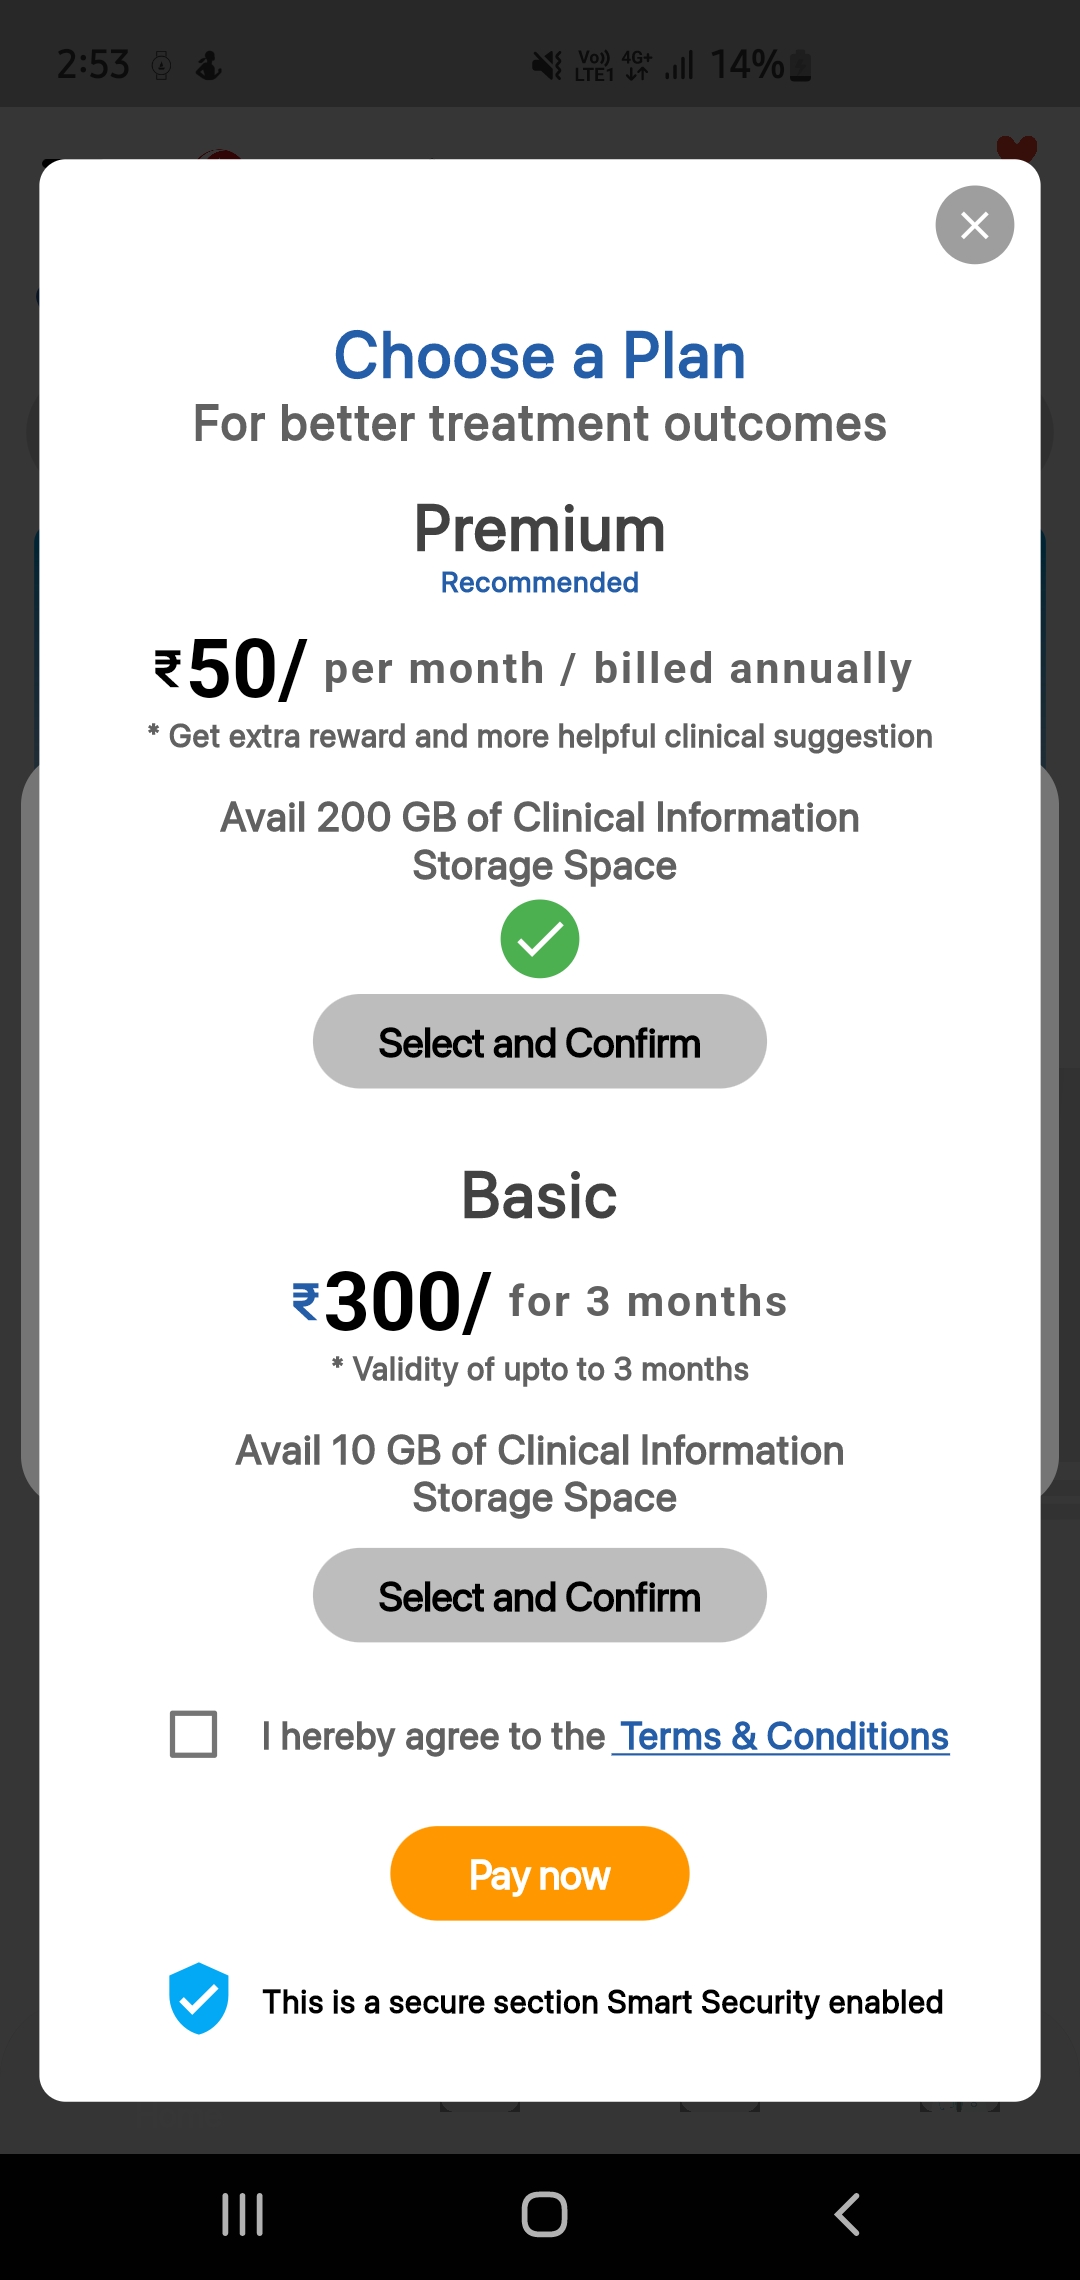 2:53
Vo)) 4G+
LTE1
14%
Choose a Plan
For better treatment outcomes
Premium
Recommended
₹50/ per month / billed annually
* Get extra reward and more helpful clinical suggestion
Avail 200 GB of Clinical Information
Storage Space
Select and Confirm
Basic
₹300/ for 3 months
* Validity of upto to 3 months
Avail 10 GB of Clinical Information
Storage Space
Select and Confirm
I hereby agree to the Terms & Conditions
Pay now
This is a secure section Smart Security enabled